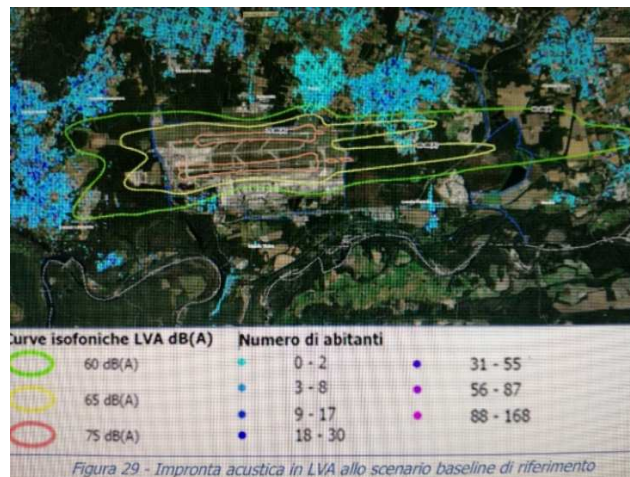 Curve isofoniche LVA dB(A) Numero di abitanti
60 dB(A) 0 - 2 31 - 55
65 dB(A) 3 - 8 56 - 87
75 dB(A) 9 - 17 88 - 168
18 - 30
Figura 29 - Impronta acustica in LVA allo scenario baseline di riferimento